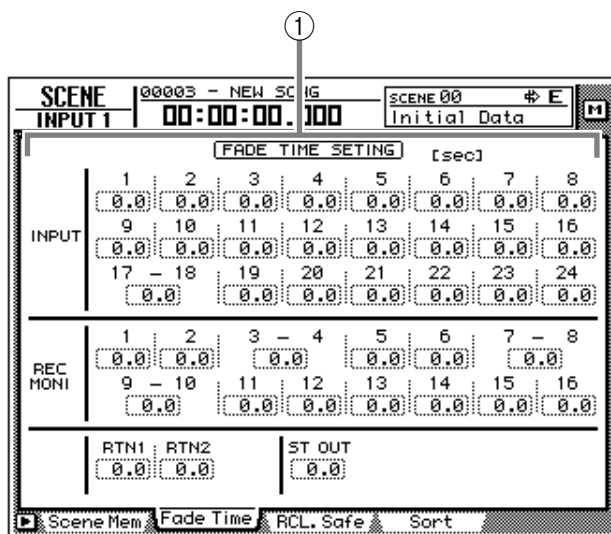 1
SCENE
INPUT 1
00003 - NEW SONG
00:00:00.000
SCENE 00 E
Initial Data
M
FADE TIME SETING [sec]
INPUT
1 2 3 4 5 6 7 8
0.0 0.0 0.0 0.0 0.0 0.0 0.0 0.0
9 10 11 12 13 14 15 16
0.0 0.0 0.0 0.0 0.0 0.0 0.0 0.0
17 - 18 19 20 21 22 23 24
0.0 0.0 0.0 0.0 0.0 0.0 0.0
REC
MONI
1 2 3 - 4 5 6 7 - 8
0.0 0.0 0.0 0.0 0.0 0.0
9 - 10 11 12 13 14 15 16
0.0 0.0 0.0 0.0 0.0 0.0 0.0
RTN1 RTN2 ST OUT
0.0 0.0 0.0
Scene Mem Fade Time RCL. Safe Sort